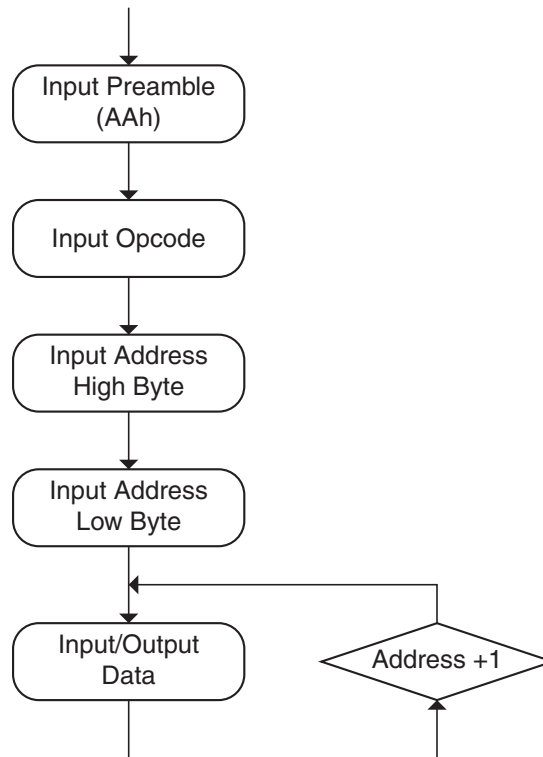 Input Preamble
(AAh)
Input Opcode
Input Address
High Byte
Input Address
Low Byte
Input/Output
Data
Address +1